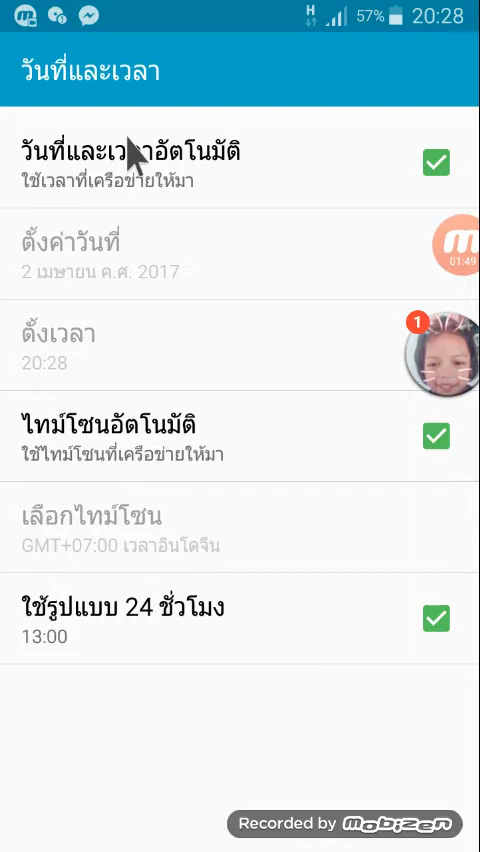 H 57% 20:28
วันที่และเวลา
วันที่และเวลาอัตโนมัติ
ใช้เวลาที่เครือข่ายให้มา
ตั้งค่าวันที่
2 เมษายน ค.ศ. 2017
01:49
ตั้งเวลา
20:28
1
ไทม์โซนอัตโนมัติ
ใช้ไทม์โซนที่เครือข่ายให้มา
เลือกไทม์โซน
GMT+07:00 เวลาอินโดจีน
ใช้รูปแบบ 24 ชั่วโมง
13:00
Recorded by mobizen